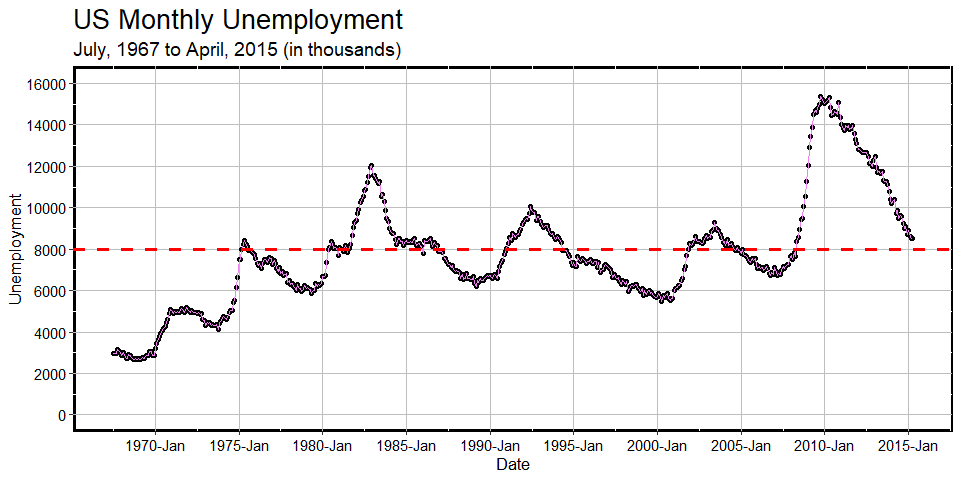 US Monthly Unemployment
July, 1967 to April, 2015 (in thousands)
16000
14000
12000
10000
8000
6000
4000
2000
0
Unemployment
1970-Jan 1975-Jan 1980-Jan 1985-Jan 1990-Jan 1995-Jan 2000-Jan 2005-Jan 2010-Jan 2015-Jan
Date